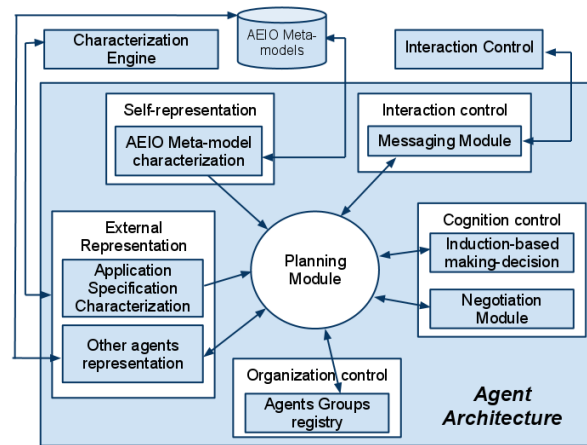 Characterization
Engine
AEIO Meta-
models
Interaction Control
Self-representation
AEIO Meta-model
characterization
Interaction control
Messaging Module
External
Representation
Application
Specification
Characterization
Other agents
representation
Planning
Module
Cognition control
Induction-based
making-decision
Negotiation
Module
Organization control
Agents Groups
registry
Agent
Architecture